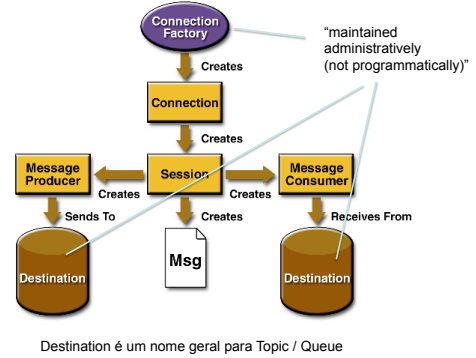 Connection
Factory
“maintained
administratively
(not programmatically)”
Creates
Connection
Creates
Message
Producer
Session
Message
Consumer
Creates
Creates
Sends To
Creates
Receives From
Destination
Msg
Destination
Destination é um nome geral para Topic / Queue